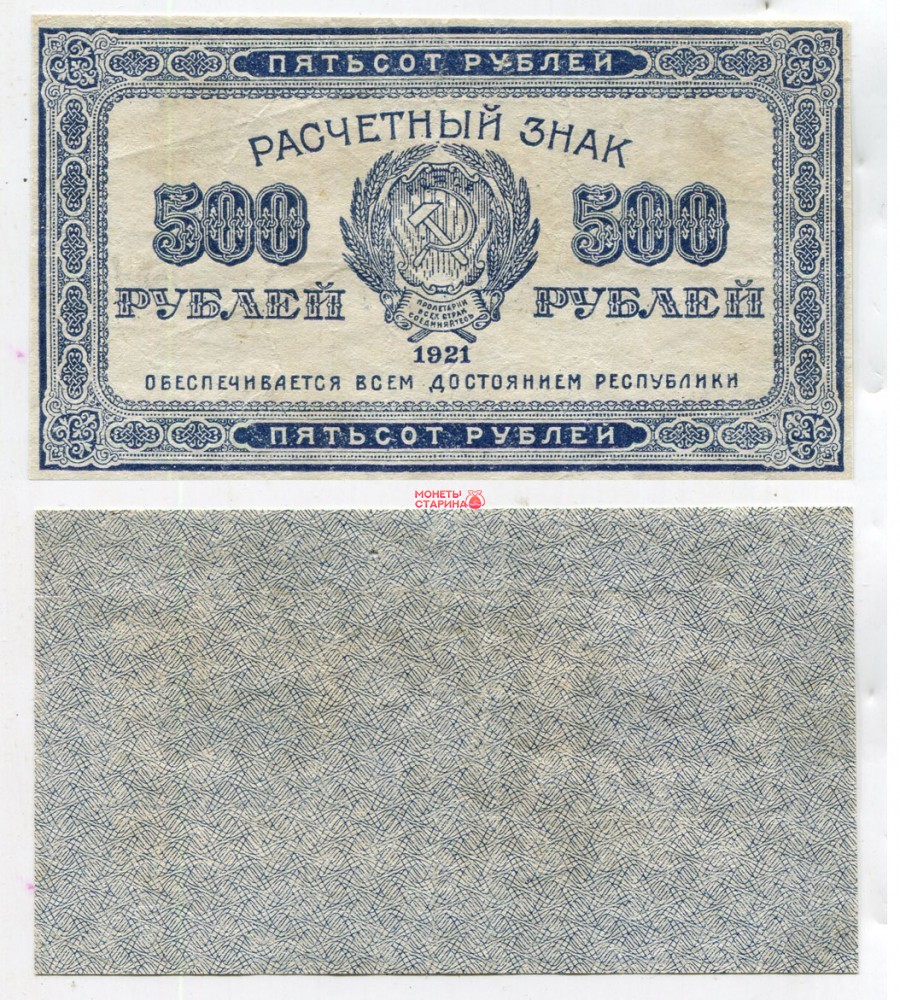 ПЯТЬСОТ РУБЛЕЙ
РАСЧЕТНЫЙ ЗНАК
500 500
РУБЛЕЙ РУБЛЕЙ
ПРОЛЕТАРИИ
ВСЕХ СТРАН
СОЕДИНЯЙТЕСЬ
1921
ОБЕСПЕЧИВАЕТСЯ ВСЕМ ДОСТОЯНИЕМ РЕСПУБЛИКИ
ПЯТЬСОТ РУБЛЕЙ
МОНЕТЫ
СТАРИНА